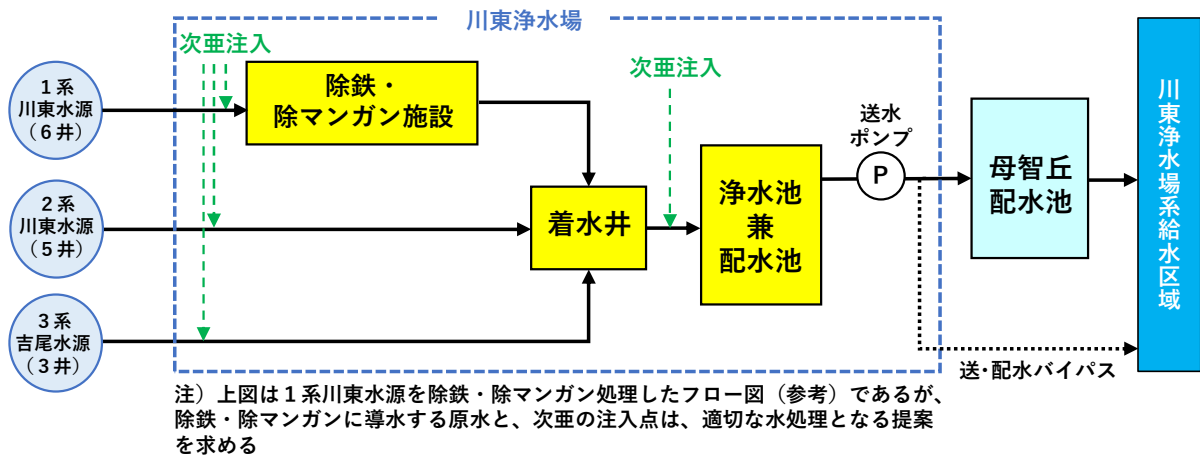 川東浄水場
次亜注入
次亜注入
1系
川東水源
（6井）
除鉄・
除マンガン施設
送水
ポンプ
P
2系
川東水源
（5井）
着水井
浄水池
兼
配水池
母智丘
配水池
川東浄水場系給水区域
3系
吉尾水源
（3井）
送・配水バイパス
注）上図は１系川東水源を除鉄・除マンガン処理したフロー図（参考）であるが、
除鉄・除マンガンに導水する原水と、次亜の注入点は、適切な水処理となる提案
を求める